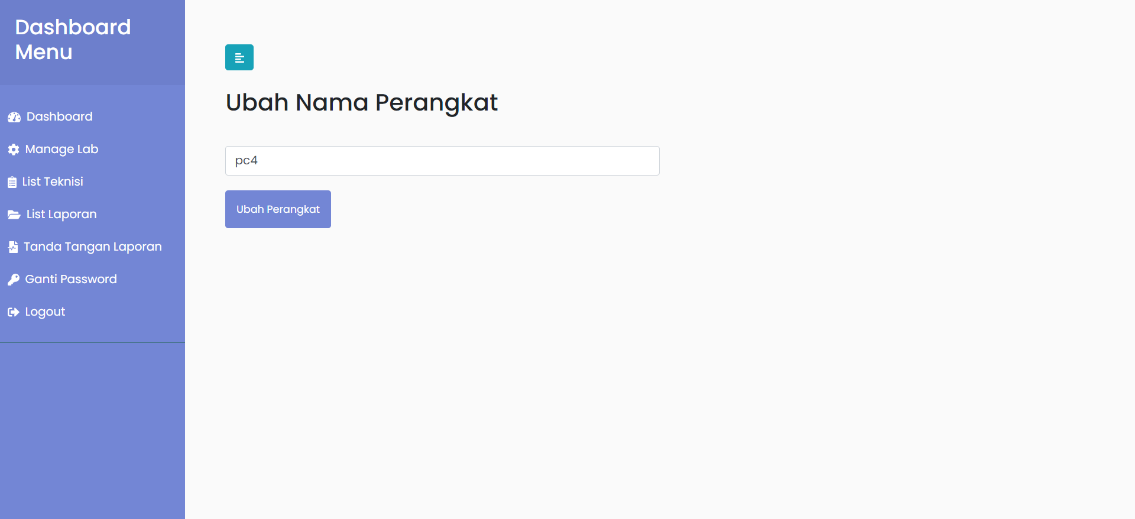 Dashboard
Menu
Dashboard
Manage Lab
List Teknisi
List Laporan
Tanda Tangan Laporan
Ganti Password
Logout
Ubah Nama Perangkat
pc4
Ubah Perangkat